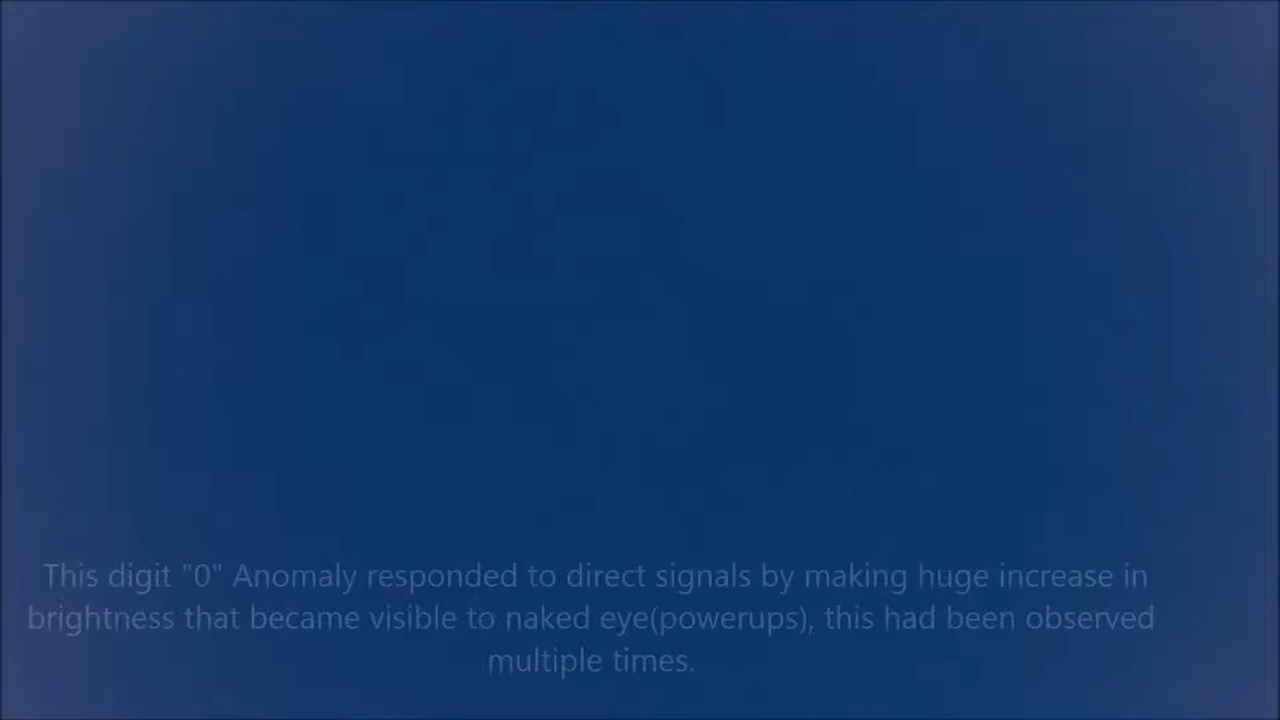 This digit "0" Anomaly responded to direct signals by making huge increase in
brightness that became visible to naked eye(powerups), this had been observed
multiple times.